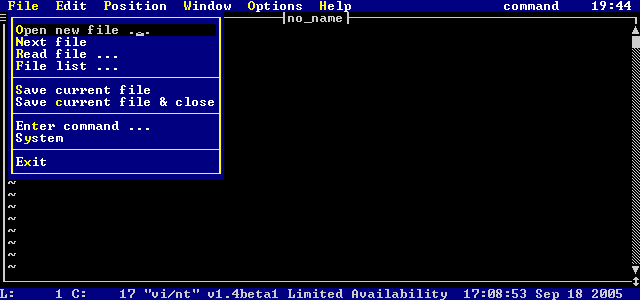 File Edit Position Window Options Help command 19:44
no_name
Open new file ...
Next file
Read file ...
File list ...
Save current file
Save current file & close
Enter command ...
System
Exit
~
~
~
~
~
~
~
~
L: 1 C: 17 "vi/nt" v1.4beta1 Limited Availability 17:08:53 Sep 18 2005